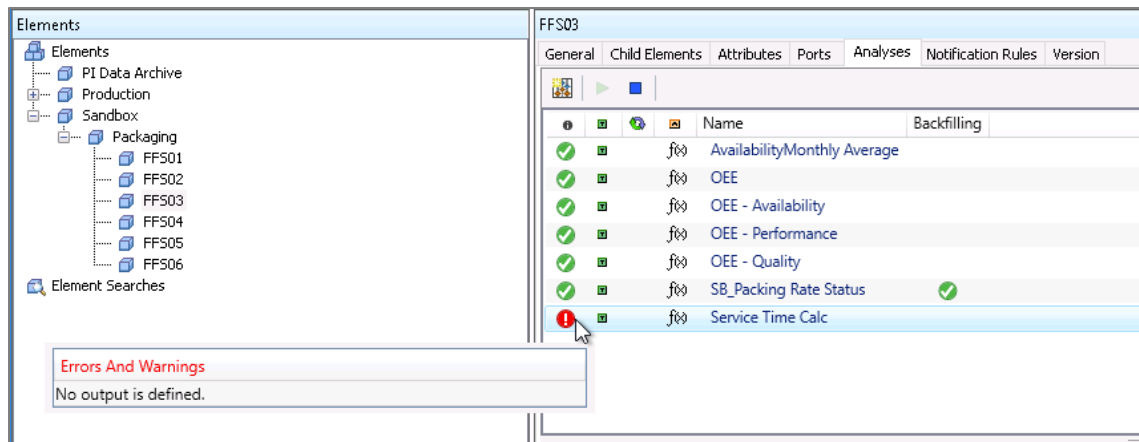 Elements
Elements
PI Data Archive
Production
Sandbox
Packaging
FFS01
FFS02
FFS03
FFS04
FFS05
FFS06
Element Searches
Errors And Warnings
No output is defined.
FFS03
General Child Elements Attributes Ports Analyses Notification Rules Version
Name Backfilling
f(x) AvailabilityMonthly Average
f(x) OEE
f(x) OEE - Availability
f(x) OEE - Performance
f(x) OEE - Quality
f(x) SB_Packing Rate Status
f(x) Service Time Calc